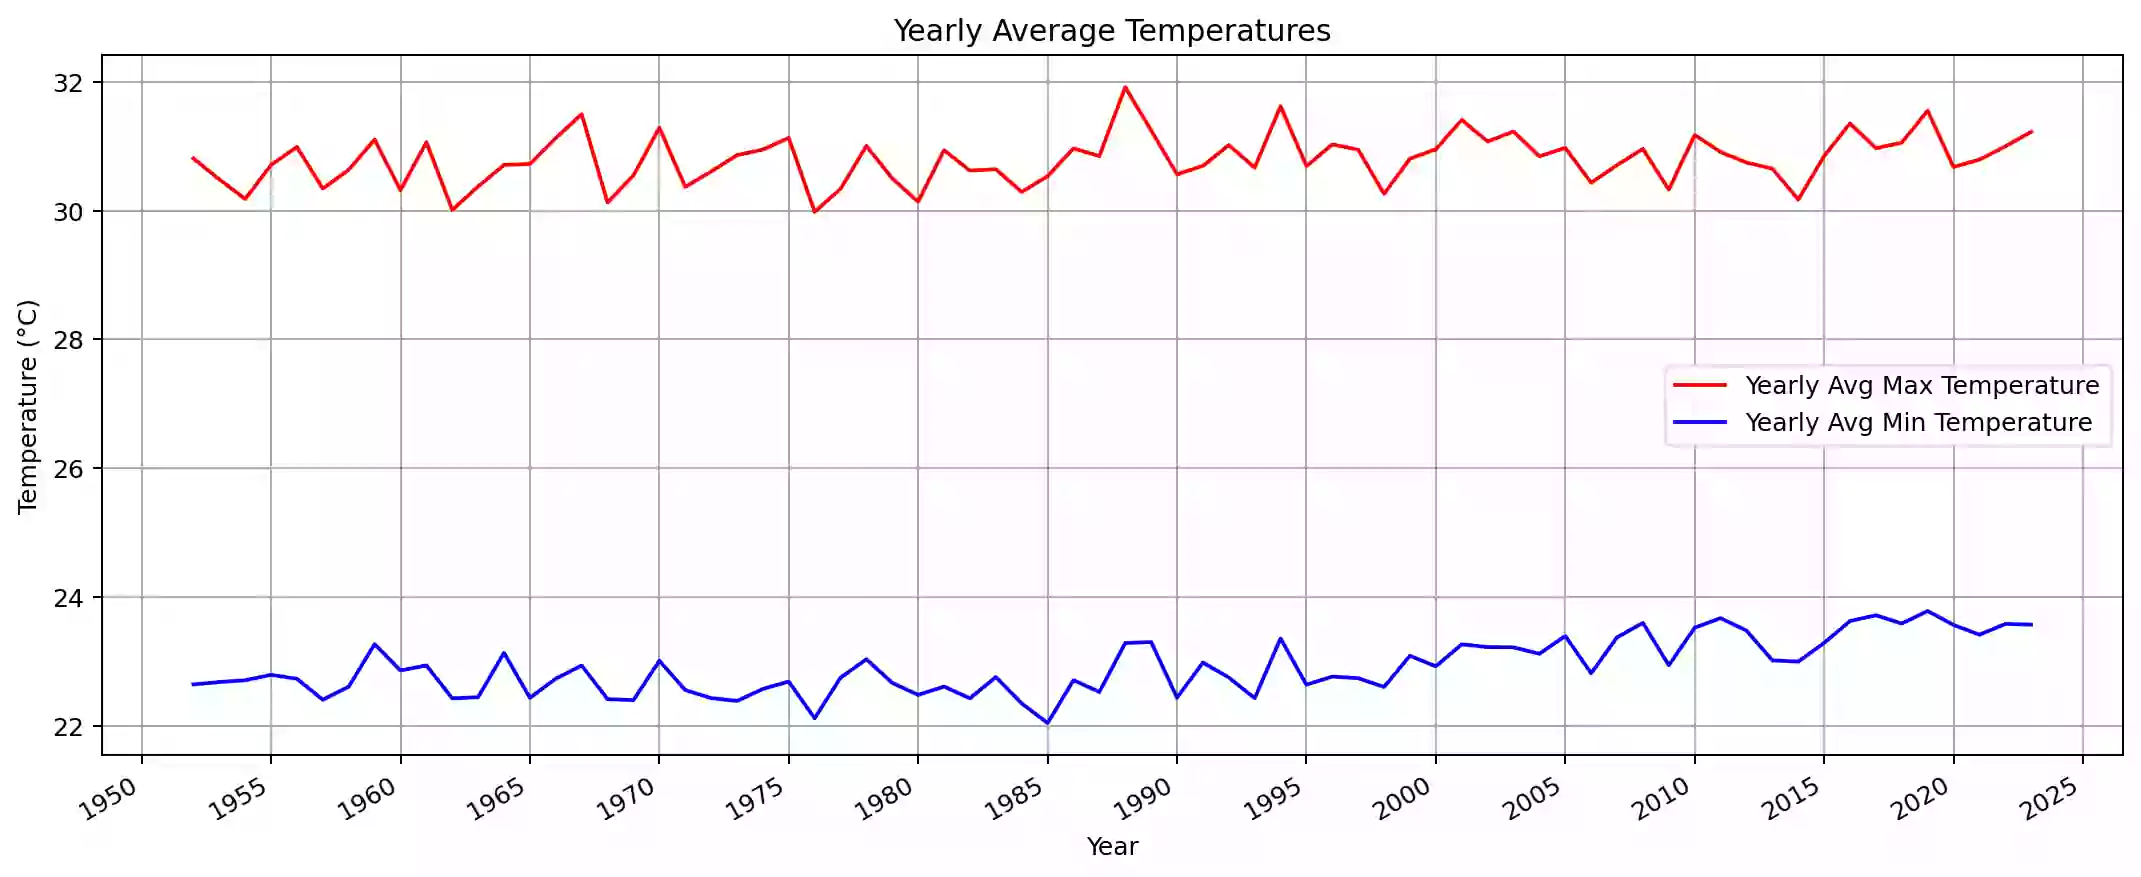 Yearly Average Temperatures
32
30
28
26
24
22
Temperature (°C)
Yearly Avg Max Temperature
Yearly Avg Min Temperature
1950 1955 1960 1965 1970 1975 1980 1985 1990 1995 2000 2005 2010 2015 2020 2025
Year